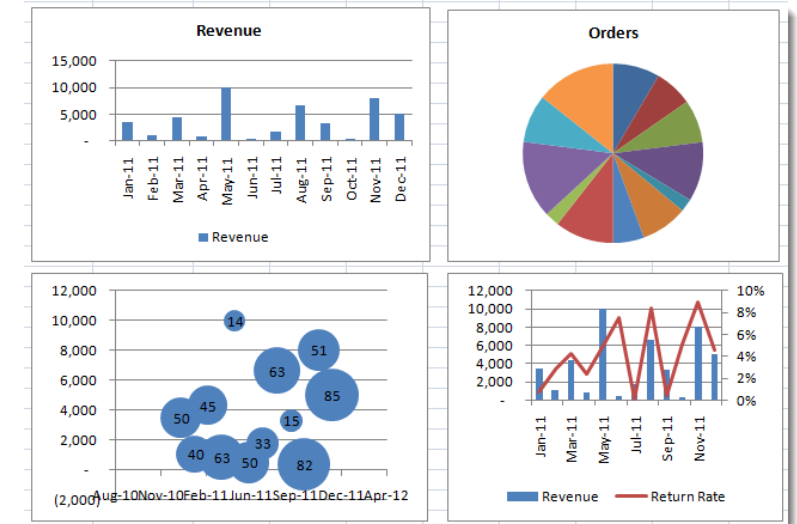 Revenue
15,000
10,000
5,000
-
Jan-11
Feb-11
Mar-11
Apr-11
May-11
Jun-11
Jul-11
Aug-11
Sep-11
Oct-11
Nov-11
Dec-11
Revenue
Orders
12,000
10,000
8,000
6,000
4,000
2,000
-
(2,000)
14
51
63
85
45
50
15
33
40
63
50
82
Aug-10 Nov-10 Feb-11 Jun-11 Sep-11 Dec-11 Apr-12
12,000
10,000
8,000
6,000
4,000
2,000
-
10%
8%
6%
4%
2%
0%
Jan-11
Mar-11
May-11
Jul-11
Sep-11
Nov-11
Revenue Return Rate